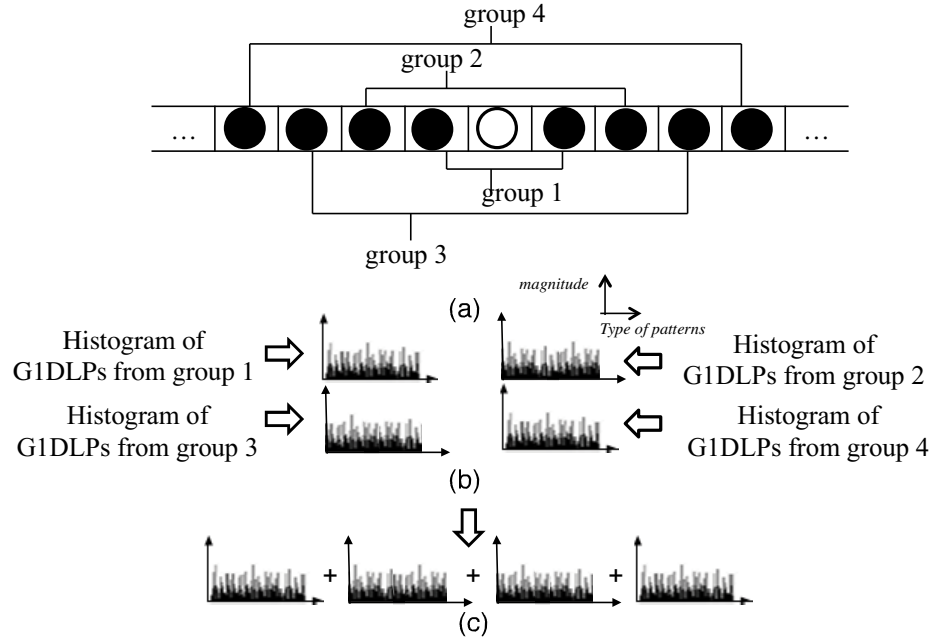 group 4
group 2
... ...
group 1
group 3
(a)
magnitude
Type of patterns
Histogram of
G1DLPs from group 1
Histogram of
G1DLPs from group 2
Histogram of
G1DLPs from group 3
Histogram of
G1DLPs from group 4
(b)
+ + +
(c)